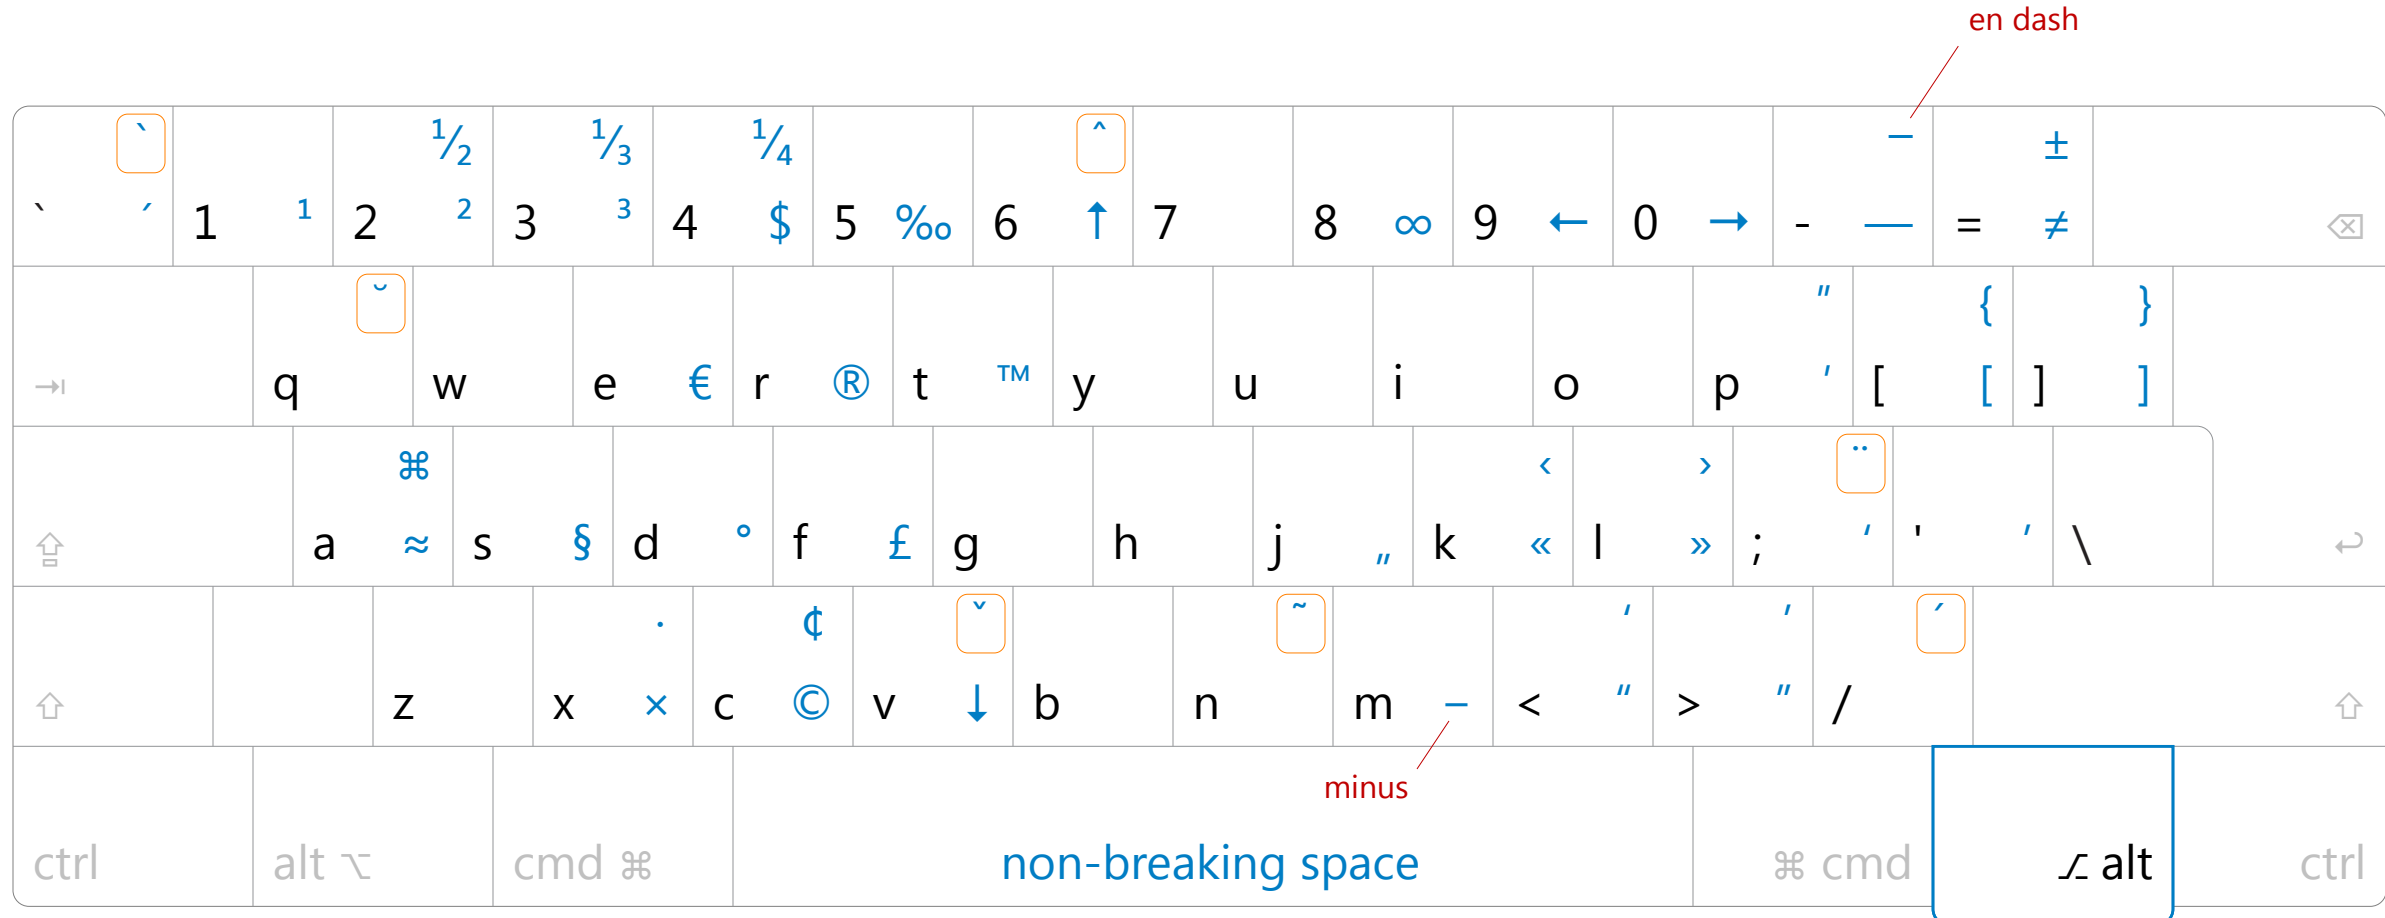 en dash
` ½ ⅓ ¼ ˆ – ±
` ´ 1 ¹ 2 ² 3 ³ 4 $ 5 ‰ 6 ↑ 7 8 ∞ 9 ← 0 → - — = ≠ ⌫
˘ " { }
⇥ q w e € r ® t ™ y u i o p ' [ [ ] ]
⌘ ‹ › ¨
⇪ a ≈ s § d ° f £ g h j „ k « l » ; ‘ ' ’ \ ↩
· ¢ ˇ ˜ ‘ ’ ´
⇧ z x × c © v ↓ b n m − < “ > ” / ⇧
minus
ctrl alt ⌥ cmd ⌘ non-breaking space ⌘ cmd ⌥ alt ctrl